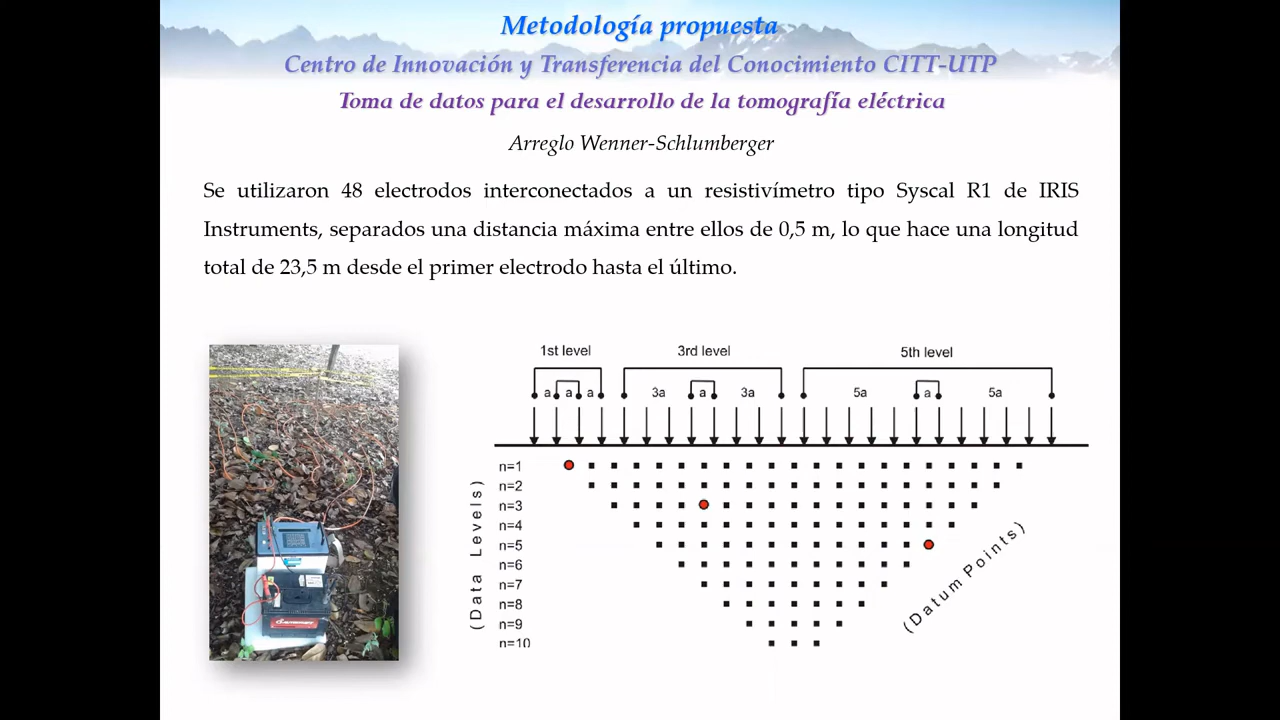 Metodología propuesta
Centro de Innovación y Transferencia del Conocimiento CITT-UTP
Toma de datos para el desarrollo de la tomografía eléctrica
Arreglo Wenner-Schlumberger
Se utilizaron 48 electrodos interconectados a un resistivímetro tipo Syscal R1 de IRIS
Instruments, separados una distancia máxima entre ellos de 0,5 m, lo que hace una longitud
total de 23,5 m desde el primer electrodo hasta el último.
1st level 3rd level 5th level
a a a 3a a 3a 5a a 5a
n=1
n=2
n=3
n=4
n=5
n=6
n=7
n=8
n=9
n=10
(Data Levels)
(Datum Points)